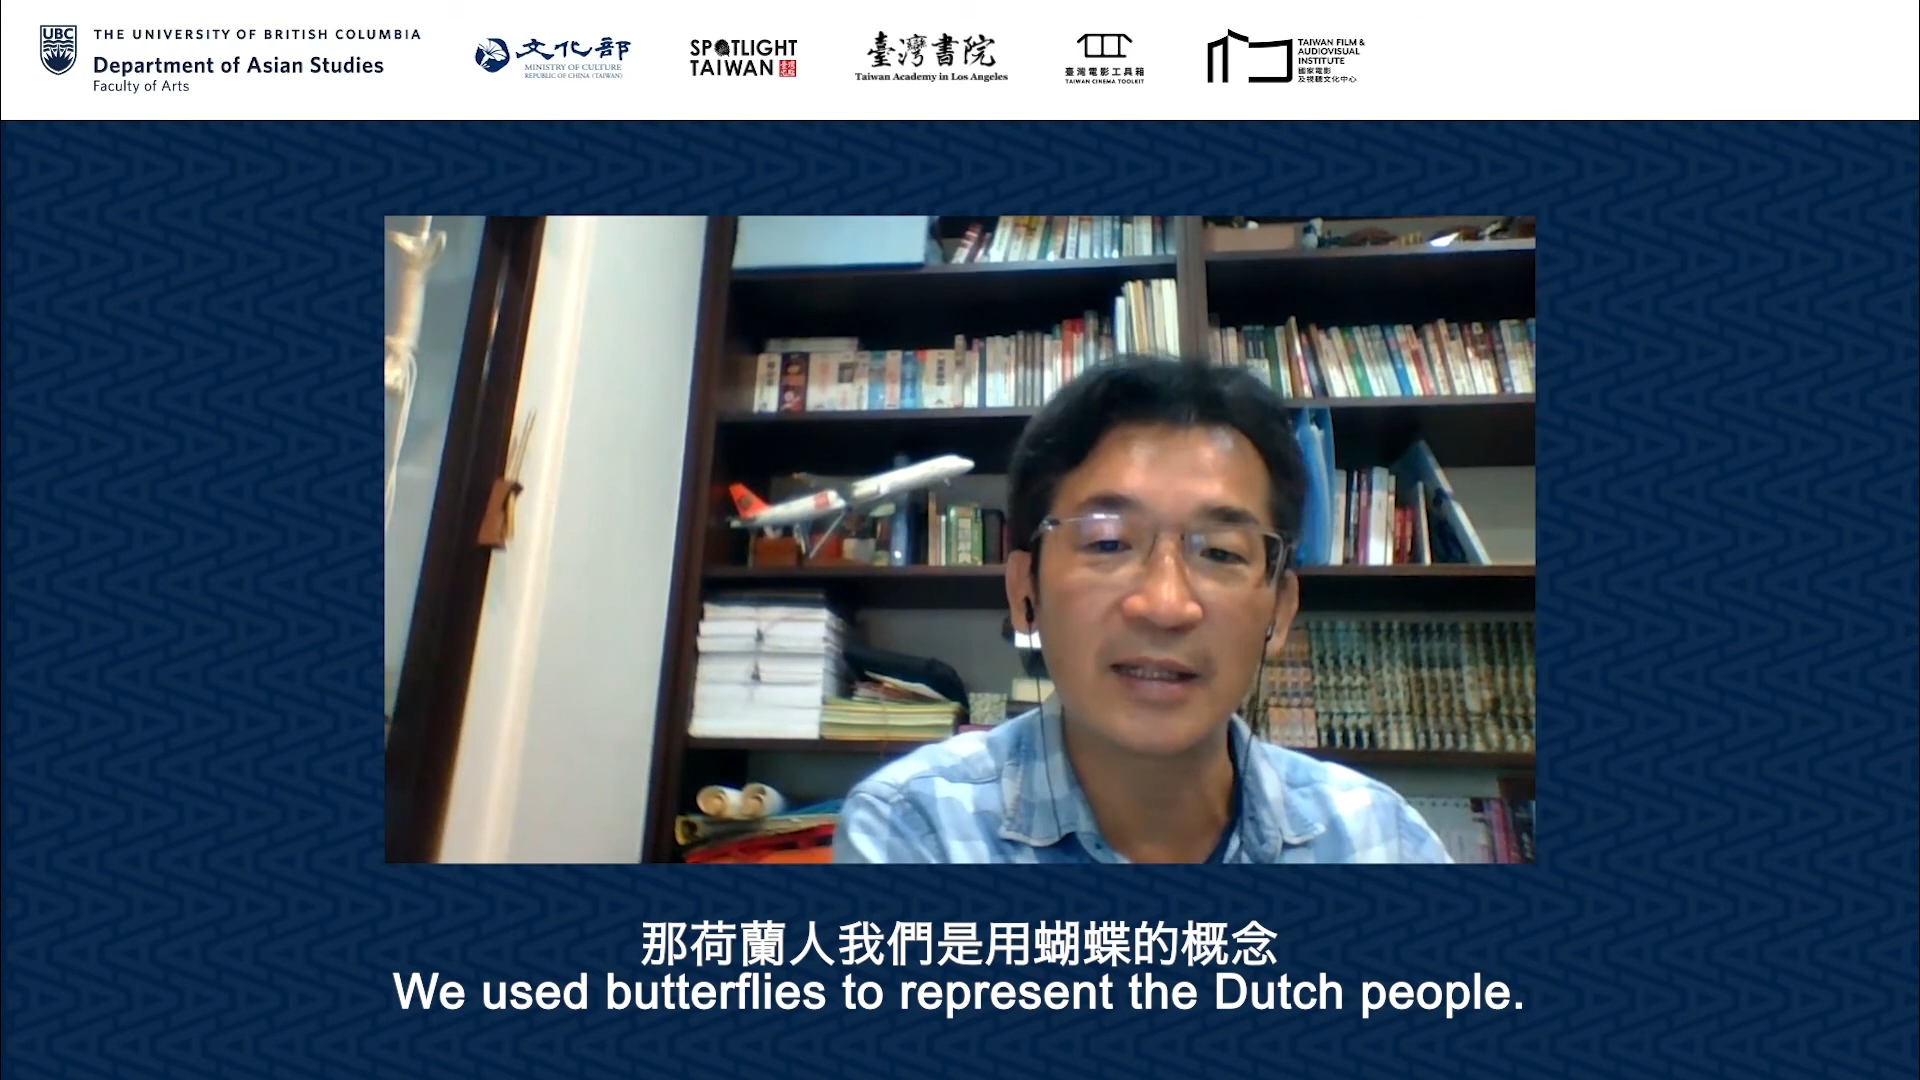 UBC
THE UNIVERSITY OF BRITISH COLUMBIA
Department of Asian Studies
Faculty of Arts
文化部
MINISTRY OF CULTURE
REPUBLIC OF CHINA (TAIWAN)
SPOTLIGHT
TAIWAN
臺灣書院
Taiwan Academy in Los Angeles
臺灣電影工具箱
TAIWAN CINEMA TOOLKIT
TAIWAN FILM &
AUDIOVISUAL
INSTITUTE
國家電影
及視聽文化中心
那荷蘭人我們是用蝴蝶的概念
We used butterflies to represent the Dutch people.